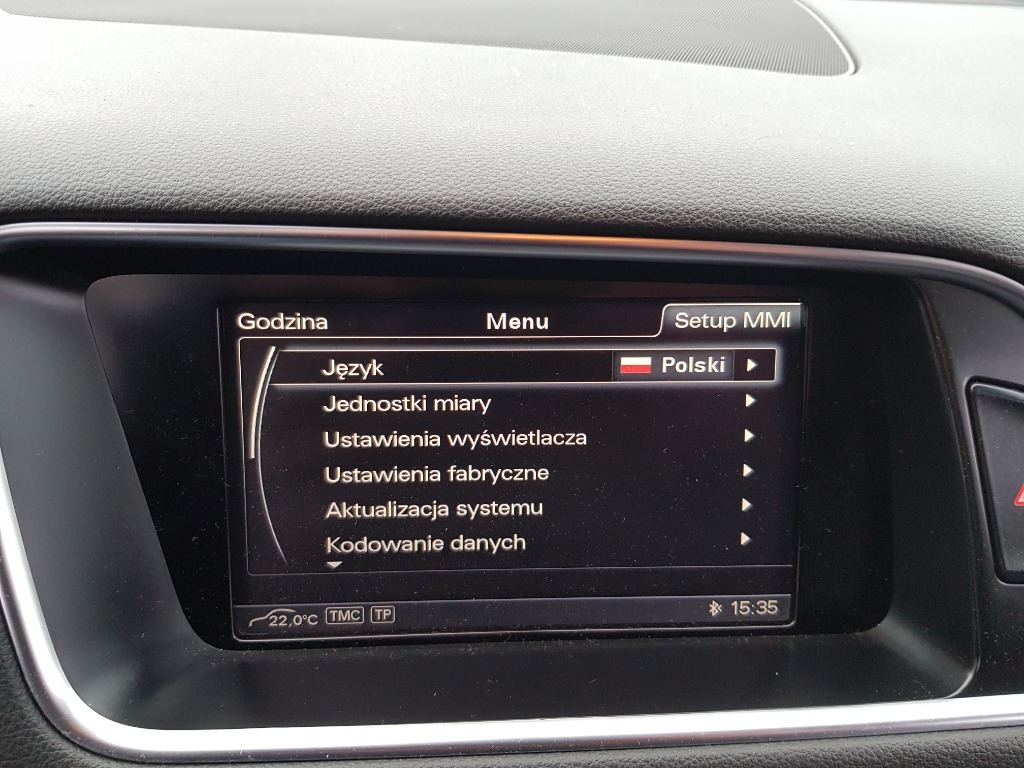 Godzina Menu Setup MMI
Język Polski
Jednostki miary
Ustawienia wyświetlacza
Ustawienia fabryczne
Aktualizacja systemu
Kodowanie danych
22,0°C TMC TP 15:35